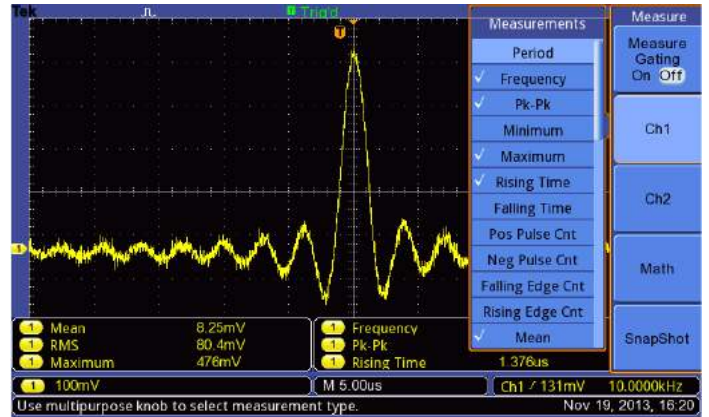 Tek
T Trig'd
T
Measurements
Period
Frequency
Pk-Pk
Minimum
Maximum
Rising Time
Falling Time
Pos Pulse Cnt
Neg Pulse Cnt
Falling Edge Cnt
Rising Edge Cnt
Mean
Measure
Measure
Gating
On Off
Ch1
Ch2
Math
SnapShot
1
1 Mean 8.25mV
1 RMS 80.4mV
1 Maximum 476mV
1 Frequency
1 Pk-Pk
1 Rising Time 1.376us
1 100mV
M 5.00us
Ch1 / 131mV 10.0000kHz
Use multipurpose knob to select measurement type.
Nov 19, 2013, 16:20